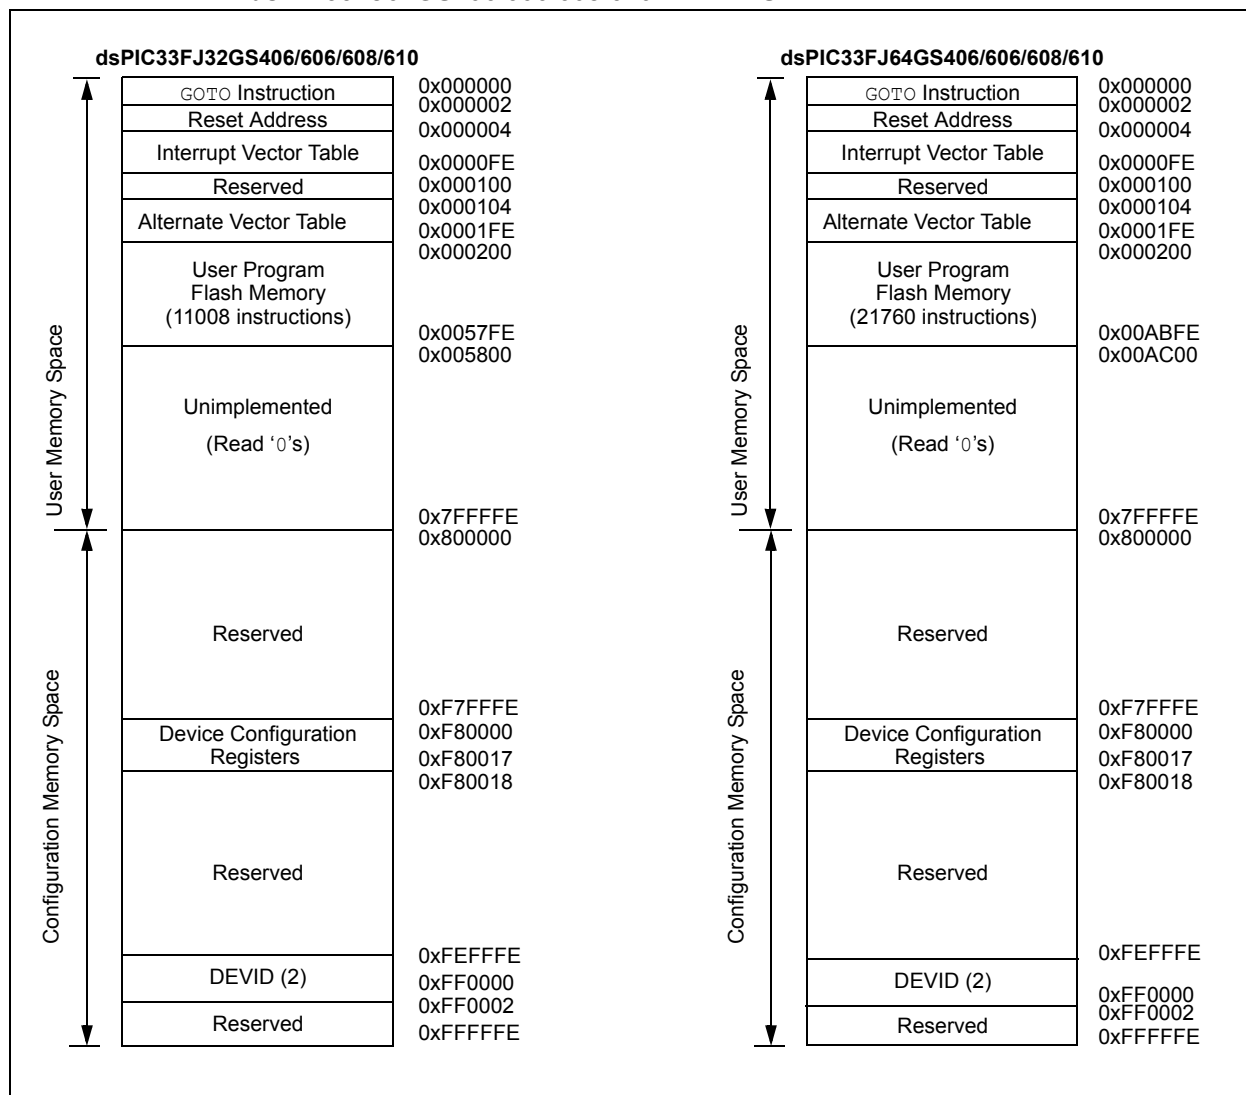 dsPIC33FJ32GS406/606/608/610
GOTO Instruction
0x000000
0x000002
Reset Address
0x000004
Interrupt Vector Table
0x0000FE
Reserved
0x000100
0x000104
Alternate Vector Table
0x0001FE
0x000200
User Program
Flash Memory
(11008 instructions)
0x0057FE
0x005800
Unimplemented
(Read ‘0’s)
User Memory Space
0x7FFFFE
0x800000
Reserved
0xF7FFFE
Device Configuration
Registers
0xF80000
0xF80017
0xF80018
Reserved
Configuration Memory Space
0xFEFFFE
DEVID (2)
0xFF0000
0xFF0002
Reserved
0xFFFFFE
dsPIC33FJ64GS406/606/608/610
GOTO Instruction
0x000000
0x000002
Reset Address
0x000004
Interrupt Vector Table
0x0000FE
Reserved
0x000100
0x000104
Alternate Vector Table
0x0001FE
0x000200
User Program
Flash Memory
(21760 instructions)
0x00ABFE
0x00AC00
Unimplemented
(Read ‘0’s)
User Memory Space
0x7FFFFE
0x800000
Reserved
0xF7FFFE
Device Configuration
Registers
0xF80000
0xF80017
0xF80018
Reserved
Configuration Memory Space
0xFEFFFE
DEVID (2)
0xFF0000
0xFF0002
Reserved
0xFFFFFE